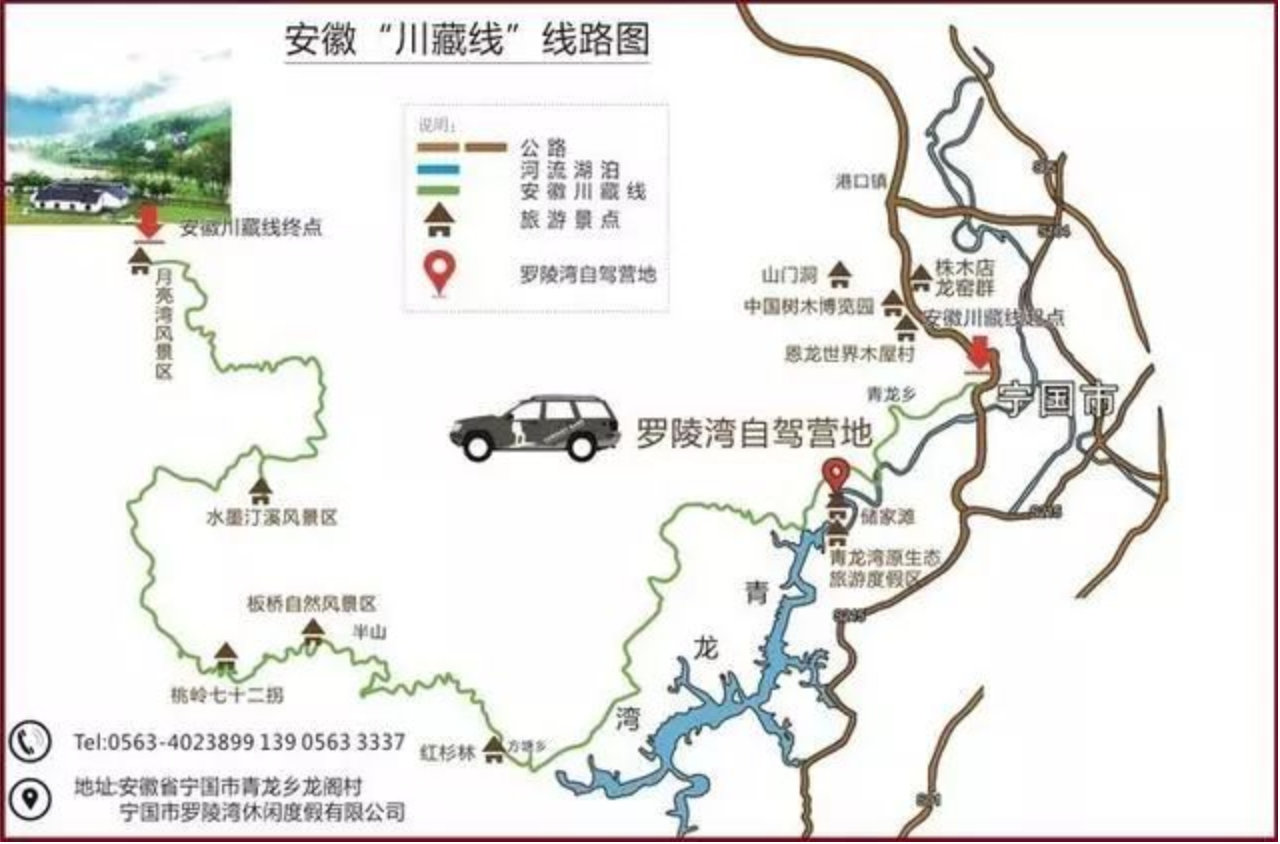 安徽“川藏线”线路图
说明:
公路
河流湖泊
安徽川藏线
旅游景点
罗陵湾自驾营地
安徽川藏线终点
月亮湾风景区
港口镇
山门洞
株木店
龙窑群
中国树木博览园
安徽川藏线起点
恩龙世界木屋村
青龙乡
宁国市
罗陵湾自驾营地
储家滩
水墨汀溪风景区
S215
青龙湾原生态
旅游度假区
青龙湾
板桥自然风景区
半山
S215
桃岭七十二拐
红杉林
方塘乡
Tel:0563-4023899 139 0563 3337
地址:安徽省宁国市青龙乡龙阁村
宁国市罗陵湾休闲度假有限公司